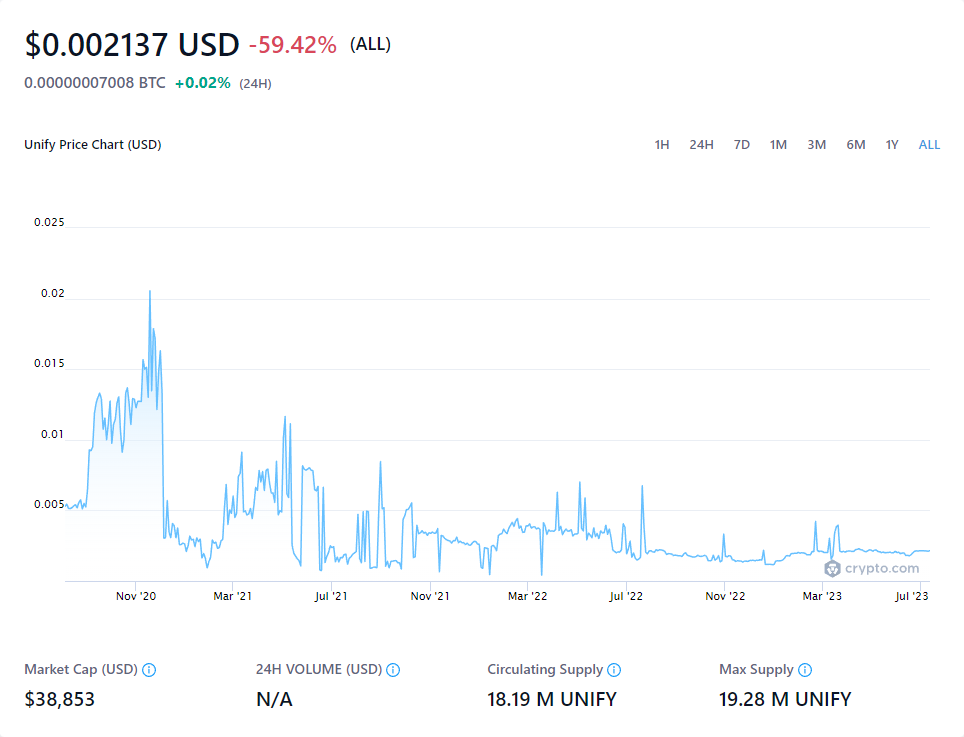 $0.002137 USD -59.42% (ALL)
0.00000007008 BTC +0.02% (24H)
Unify Price Chart (USD) 1H 24H 7D 1M 3M 6M 1Y ALL
0.025
0.02
0.015
0.01
0.005
crypto.com
Nov '20 Mar '21 Jul '21 Nov '21 Mar '22 Jul '22 Nov '22 Mar '23 Jul '23
Market Cap (USD) 24H VOLUME (USD) Circulating Supply Max Supply
$38,853 N/A 18.19 M UNIFY 19.28 M UNIFY